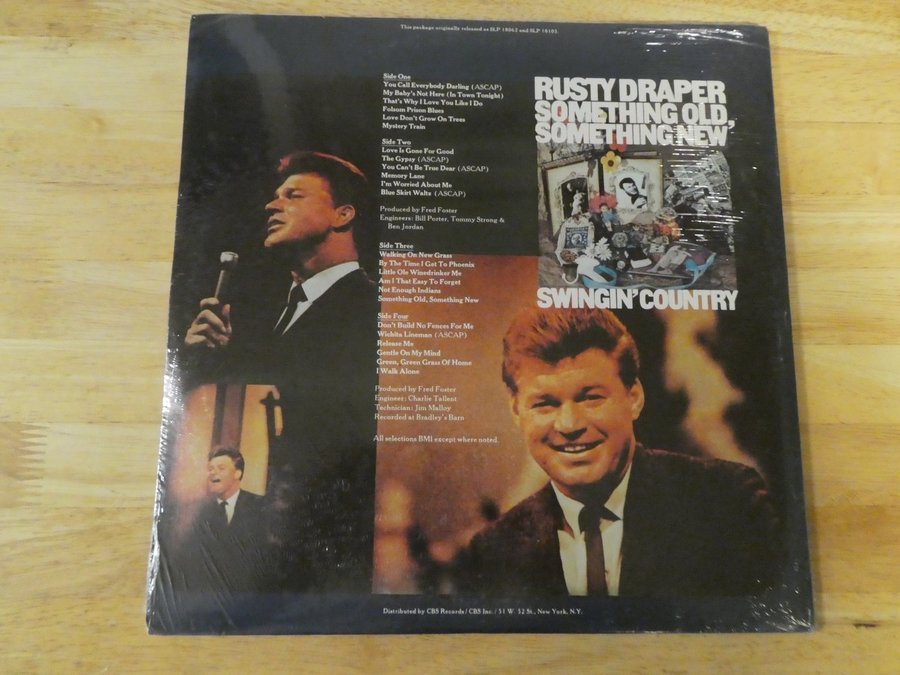 This package originally released as SLP 18062 and SLP 18105.
Side One
You Call Everybody Darling (ASCAP)
My Baby's Not Here (In Town Tonight)
That's Why I Love You Like I Do
Folsom Prison Blues
Love Don't Grow On Trees
Mystery Train
Side Two
Love Is Gone For Good
The Gypsy (ASCAP)
You Can't Be True Dear (ASCAP)
Memory Lane
I'm Worried About Me
Blue Skirt Waltz (ASCAP)
Produced by Fred Foster
Engineers: Bill Porter, Tommy Strong &
Ben Jordan
Side Three
Walking On New Grass
By The Time I Get To Phoenix
Little Ole Winedrinker Me
Am I That Easy To Forget
Not Enough Indians
Something Old, Something New
Side Four
Don't Build No Fences For Me
Wichita Lineman (ASCAP)
Release Me
Gentle On My Mind
Green, Green Grass Of Home
I Walk Alone
Produced by Fred Foster
Engineer: Charlie Tallent
Technician: Jim Malloy
Recorded at Bradley's Barn
All selections BMI except where noted.
RUSTY DRAPER
SOMETHING OLD,
SOMETHING NEW
SWINGIN' COUNTRY
Distributed by CBS Records / CBS Inc. / 51 W. 52 St., New York, N.Y.